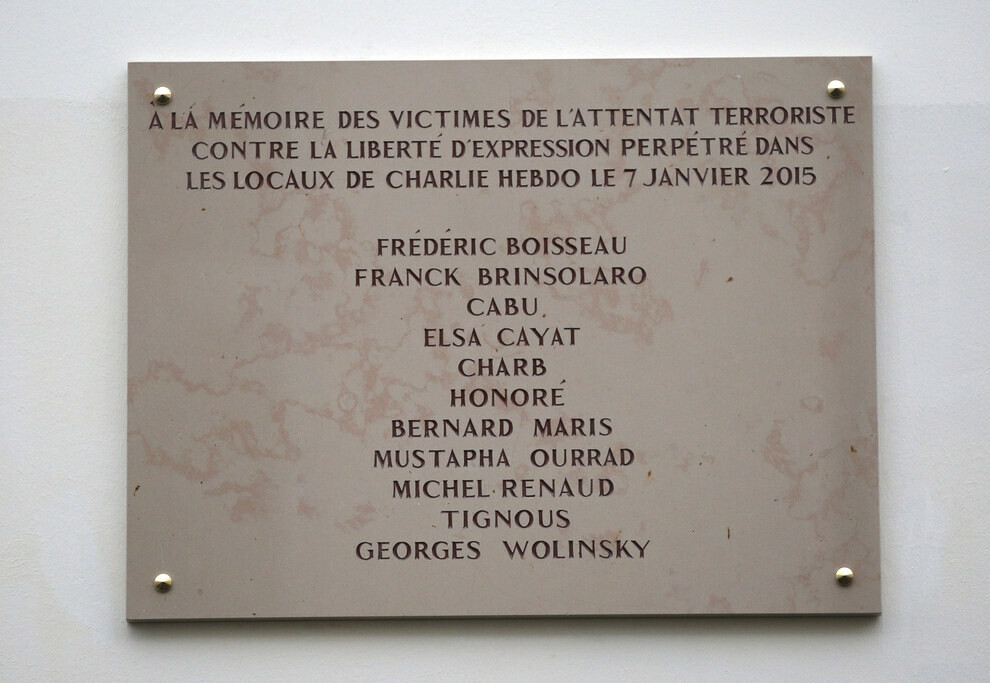 À LÁ MÉMOIRE DES VICTIMES DE L'ATTENTAT TERRORISTE
CONTRE LA LIBERTÉ D'EXPRESSION PERPÉTRÉ DANS
LES LOCAUX DE CHARLIE HEBDO LE 7 JANVIER 2015
FRÉDÉRIC BOISSEAU
FRANCK BRINSOLARO
CABU
ELSA CAYAT
CHARB
HONORÉ
BERNARD MARIS
MUSTAPHA OURRAD
MICHEL RENAUD
TIGNOUS
GEORGES WOLINSKY